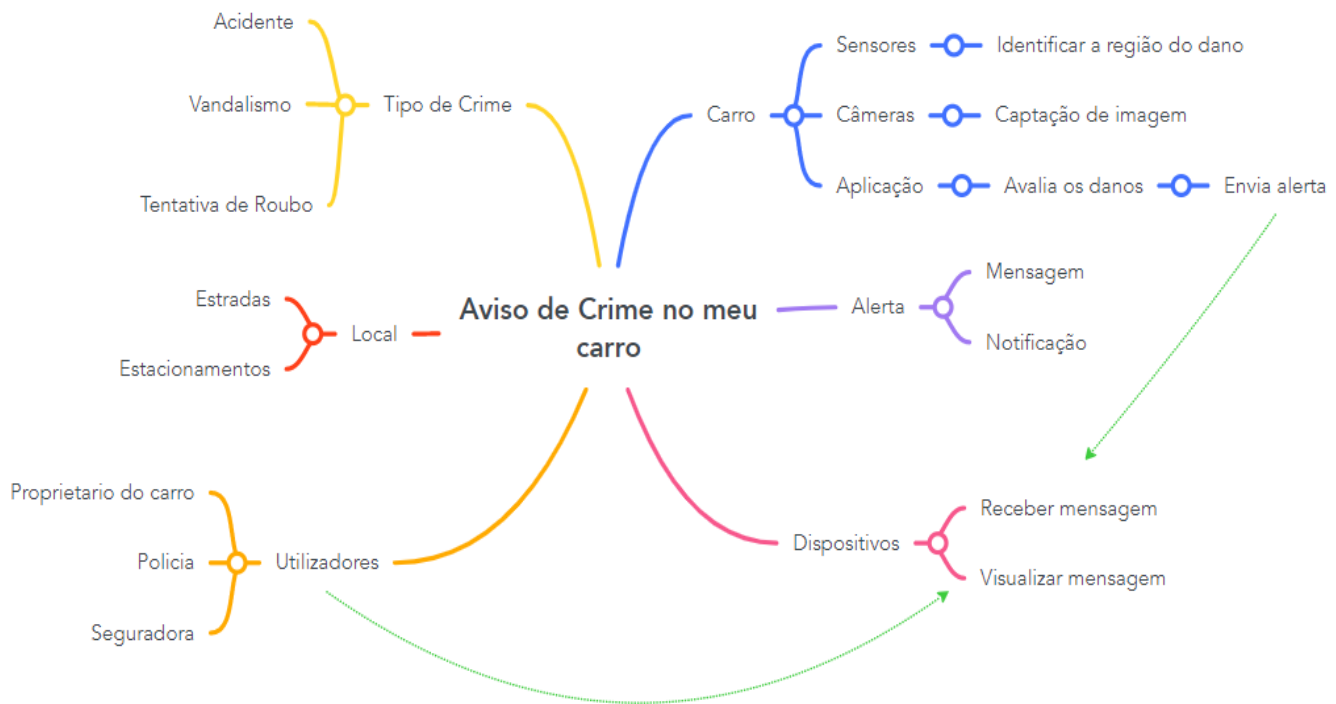 Acidente
Vandalismo
Tipo de Crime
Tentativa de Roubo
Sensores
Identificar a região do dano
Carro
Câmeras
Captação de imagem
Aplicação
Avalia os danos
Envia alerta
Estradas
Local
Estacionamentos
Aviso de Crime no meu
carro
Alerta
Mensagem
Notificação
Proprietario do carro
Policia
Utilizadores
Seguradora
Dispositivos
Receber mensagem
Visualizar mensagem